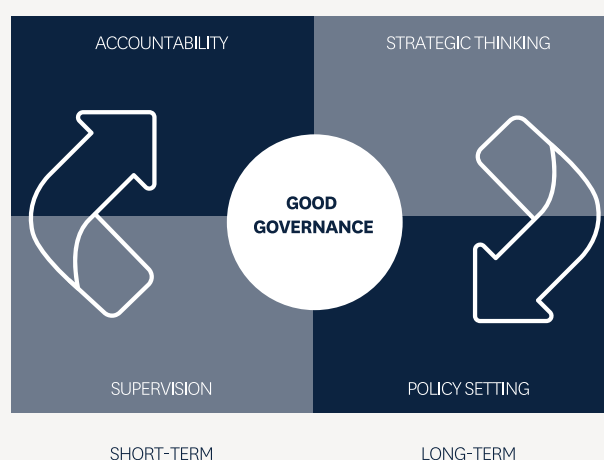 ACCOUNTABILITY
STRATEGIC THINKING
GOOD
GOVERNANCE
SUPERVISION
POLICY SETTING
SHORT-TERM
LONG-TERM